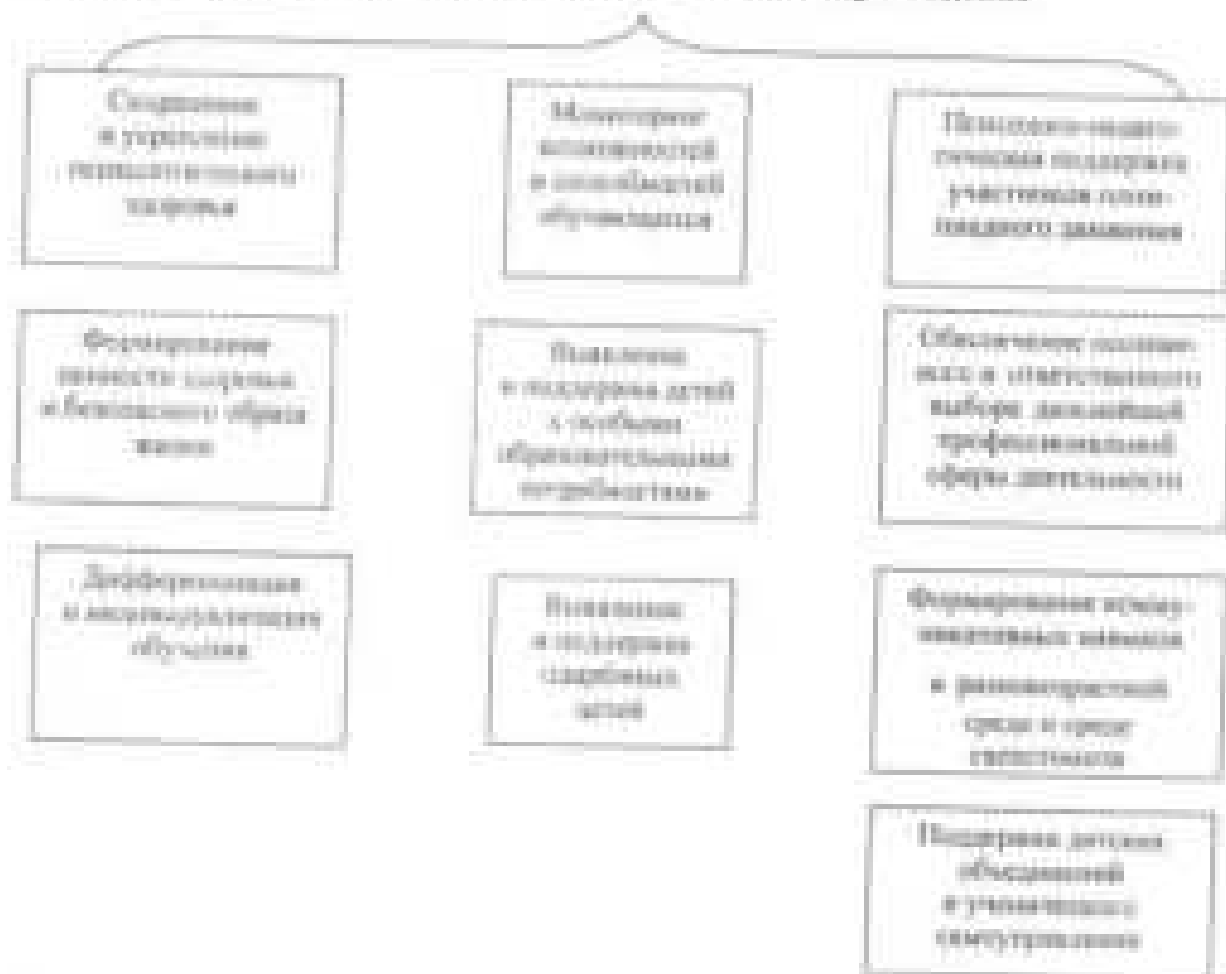 Сохранение
и укрепление
психологического
здоровья
Мониторинг
возможностей
и способностей
обучающихся
Психолого-педаго-
гическая поддержка
участников олим-
пиадного движения
Формирование
ценности здоровья
и безопасного образа
жизни
Выявление
и поддержка детей
с особыми
образовательными
потребностями
Обеспечение осознан-
ного и ответственного
выбора дальнейшей
профессиональной
сферы деятельности
Дифференциация
и индивидуализация
обучения
Выявление
и поддержка
одарённых
детей
Формирование комму-
никативных навыков
в разновозрастной
среде и среде
сверстников
Поддержка детских
объединений
и ученического
самоуправления